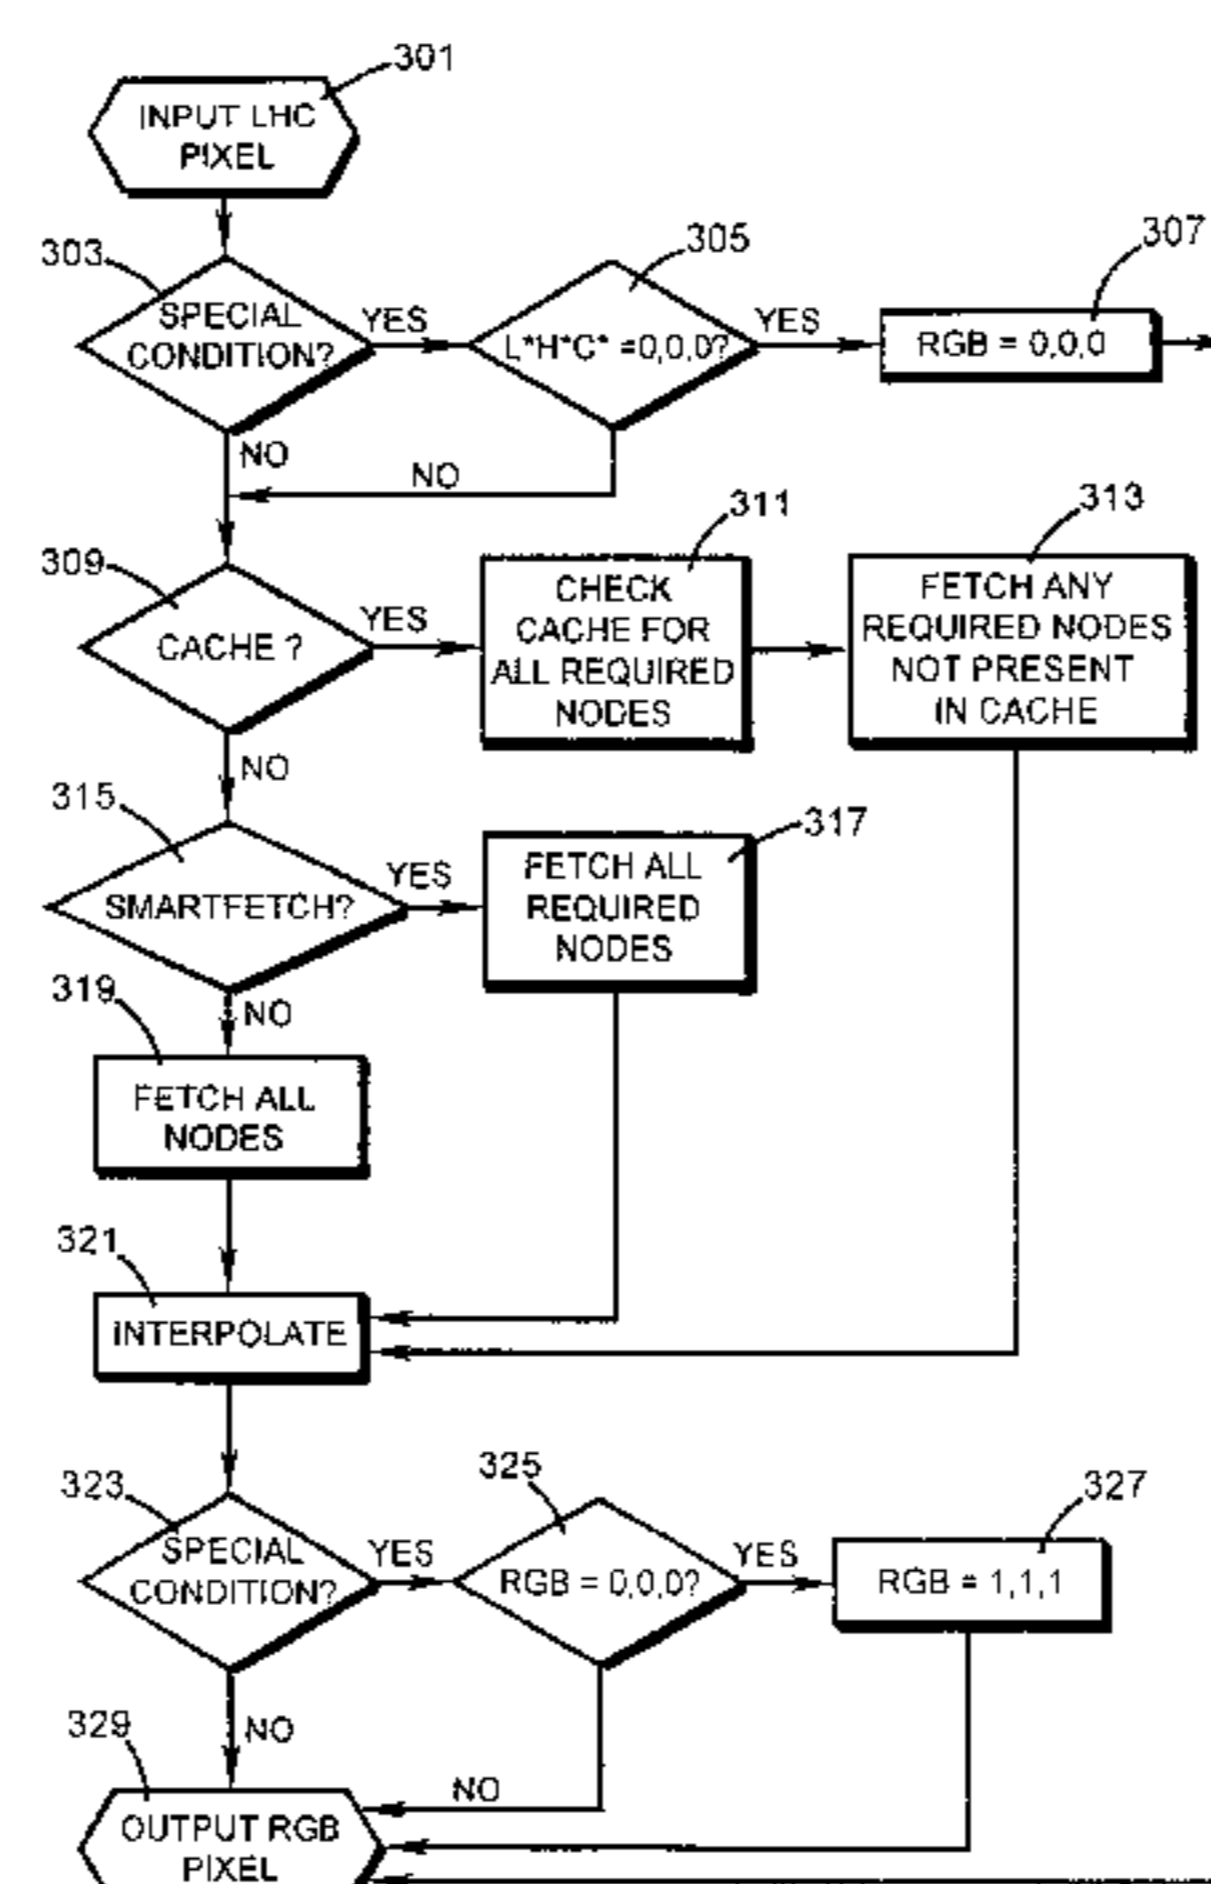 301
INPUT LHC
PIXEL
303
SPECIAL
CONDITION?
YES
305
L*H*C* =0,0,0?
YES
307
RGB = 0,0,0
NO
NO
309
CACHE ?
YES
311
CHECK
CACHE FOR
ALL REQUIRED
NODES
313
FETCH ANY
REQUIRED NODES
NOT PRESENT
IN CACHE
NO
315
SMARTFETCH?
YES
317
FETCH ALL
REQUIRED
NODES
NO
319
FETCH ALL
NODES
321
INTERPOLATE
323
SPECIAL
CONDITION?
YES
325
RGB = 0,0,0?
YES
327
RGB = 1,1,1
NO
NO
329
OUTPUT RGB
PIXEL